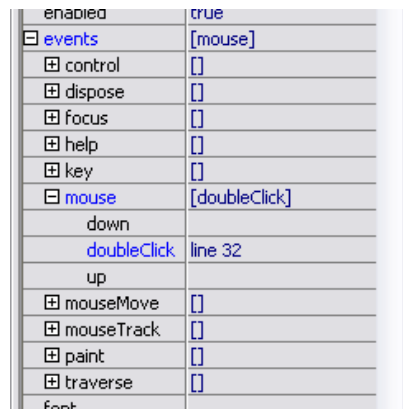 enabled true
events [mouse]
control []
dispose []
focus []
help []
key []
mouse [doubleClick]
down
doubleClick line 32
up
mouseMove []
mouseTrack []
paint []
traverse []
font